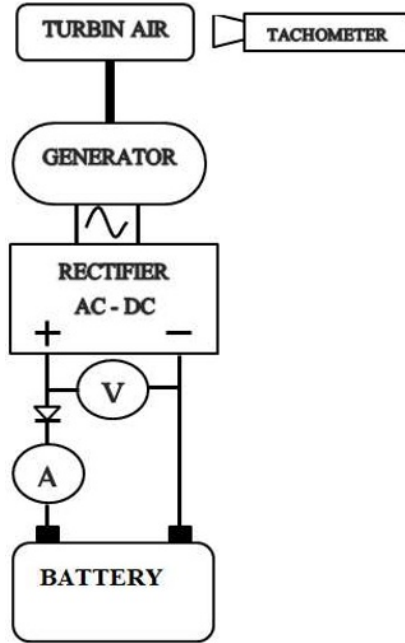 TURBIN AIR
TACHOMETER
GENERATOR
RECTIFIER
AC - DC
+ −
V
A
BATTERY